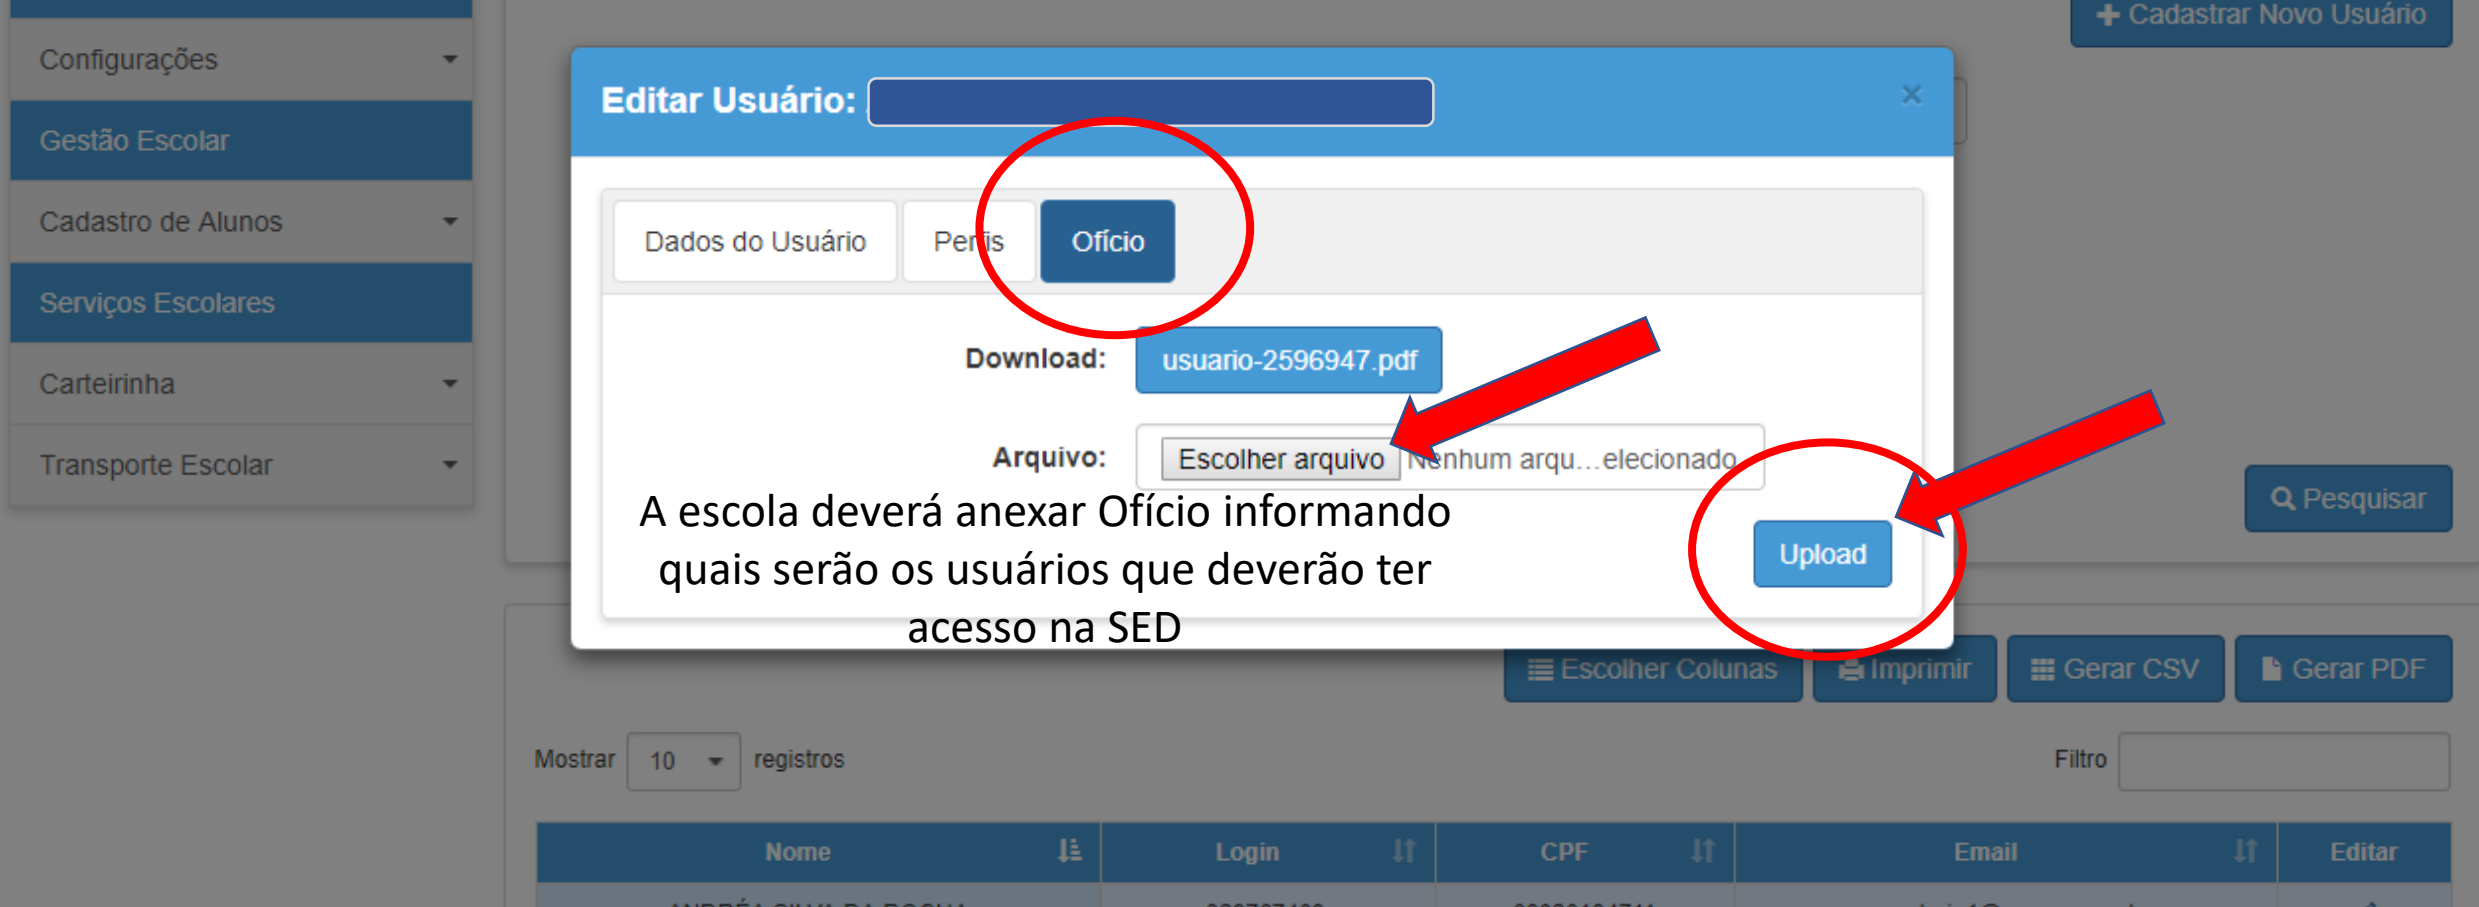 + Cadastrar Novo Usuário
Configurações
Gestão Escolar
Cadastro de Alunos
Serviços Escolares
Carteirinha
Transporte Escolar
Editar Usuário:
×
Dados do Usuário Perfis Ofício
Download: usuario-2596947.pdf
Arquivo: Escolher arquivo Nenhum arqu...elecionado
A escola deverá anexar Ofício informando
quais serão os usuários que deverão ter
acesso na SED
Upload
Pesquisar
Escolher Colunas Imprimir Gerar CSV Gerar PDF
Mostrar 10 registros Filtro
Nome Login CPF Email Editar